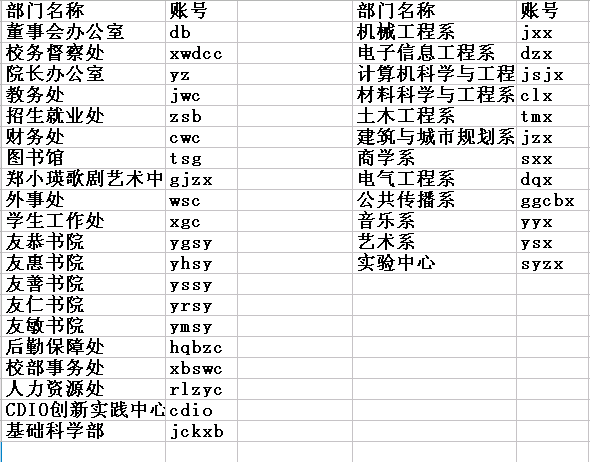 部门名称 账号 部门名称 账号
董事会办公室 db 机械工程系 jxx
校务督察处 xwdcc 电子信息工程系 dzx
院长办公室 yz 计算机科学与工程 jsjx
教务处 jwc 材料科学与工程系 clx
招生就业处 zsb 土木工程系 tmx
财务处 cwc 建筑与城市规划系 jzx
图书馆 tsg 商学系 sxx
郑小瑛歌剧艺术中 gjzx 电气工程系 dqx
外事处 wsc 公共传播系 ggcbx
学生工作处 xgc 音乐系 yyx
友恭书院 ygsy 艺术系 ysx
友惠书院 yhsy 实验中心 syzx
友善书院 yssy
友仁书院 yrsy
友敏书院 ymsy
后勤保障处 hqbzc
校部事务处 xbswc
人力资源处 rlzyc
CDIO创新实践中心 cdio
基础科学部 jckxb